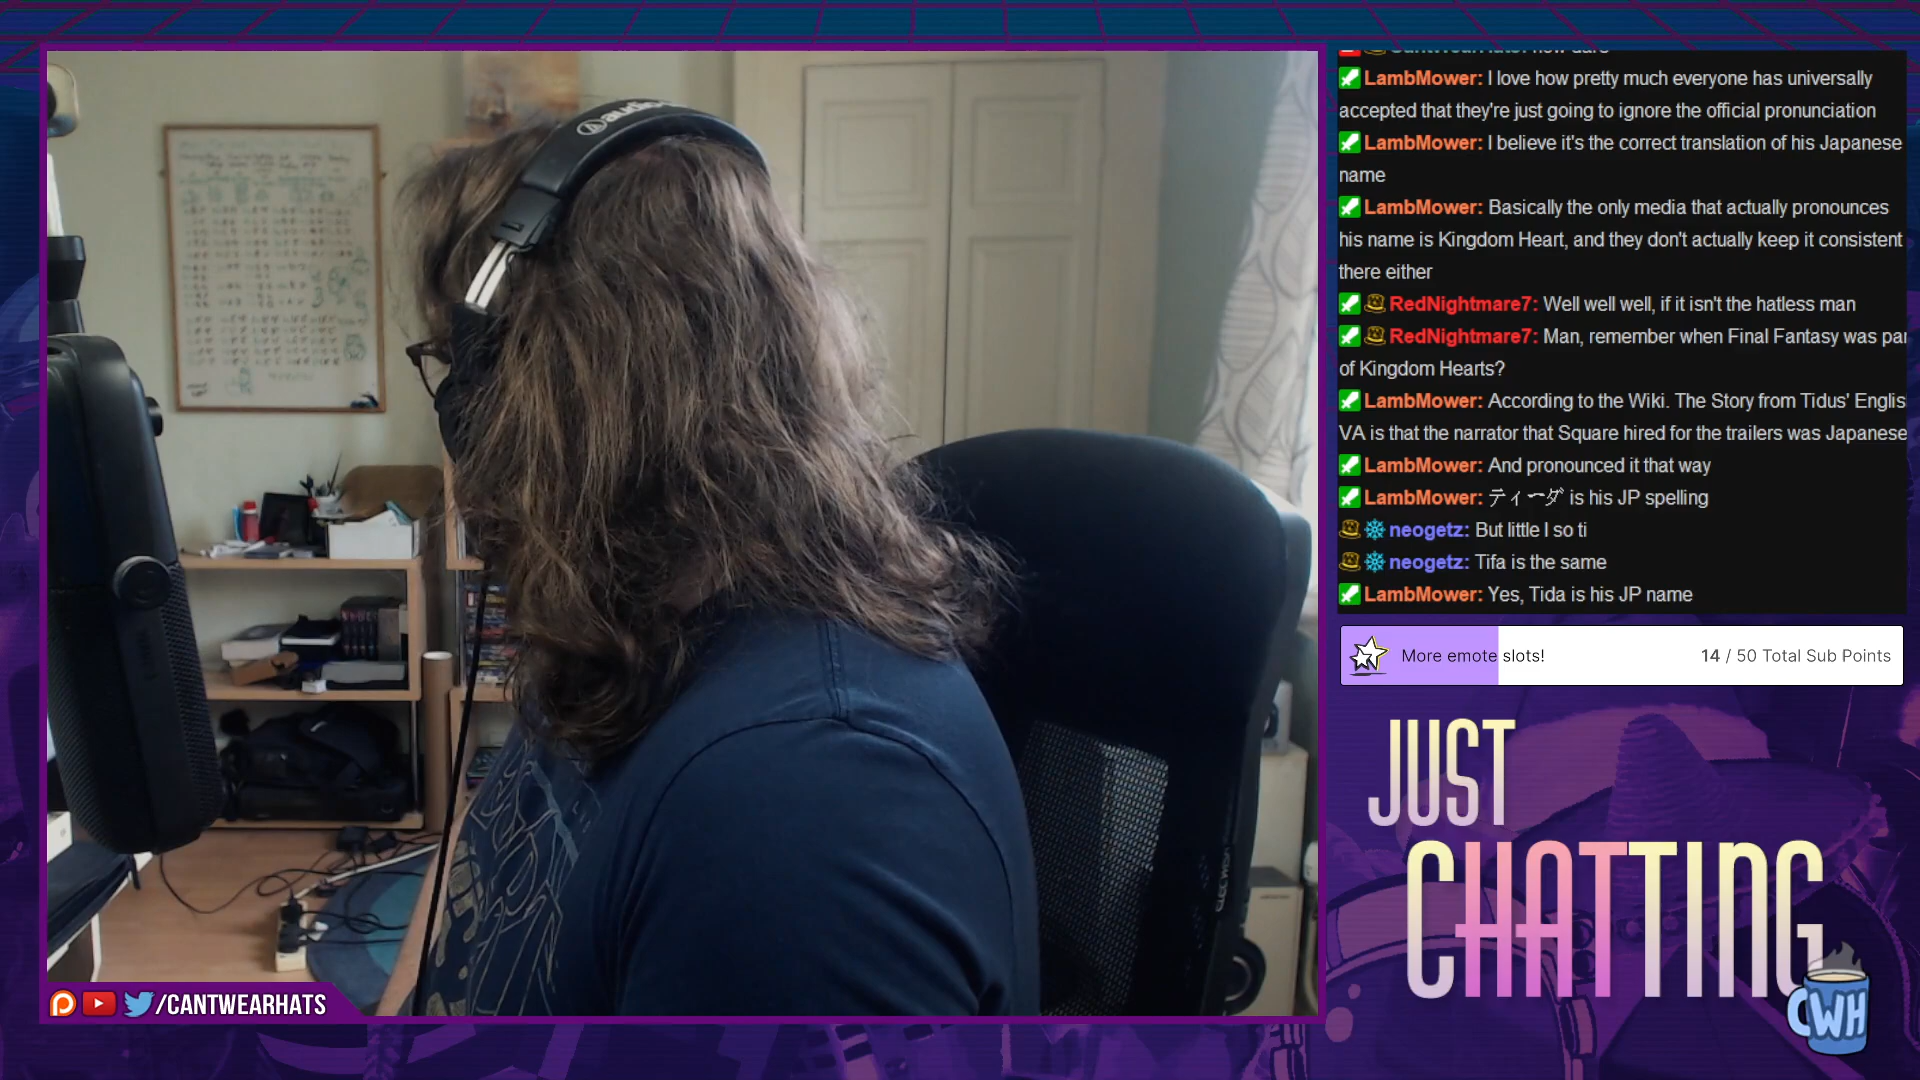 LambMower: I love how pretty much everyone has universally
accepted that they're just going to ignore the official pronunciation
LambMower: I believe it's the correct translation of his Japanese
name
LambMower: Basically the only media that actually pronounces
his name is Kingdom Heart, and they don't actually keep it consistent
there either
RedNightmare7: Well well well, if it isn't the hatless man
RedNightmare7: Man, remember when Final Fantasy was par
of Kingdom Hearts?
LambMower: According to the Wiki. The Story from Tidus' Englis
VA is that the narrator that Square hired for the trailers was Japanese
LambMower: And pronounced it that way
LambMower: ティーダ is his JP spelling
neogetz: But little I so ti
neogetz: Tifa is the same
LambMower: Yes, Tida is his JP name
More emote slots! 14 / 50 Total Sub Points
JUST
CHATTING
CWH
/CANTWEARHATS